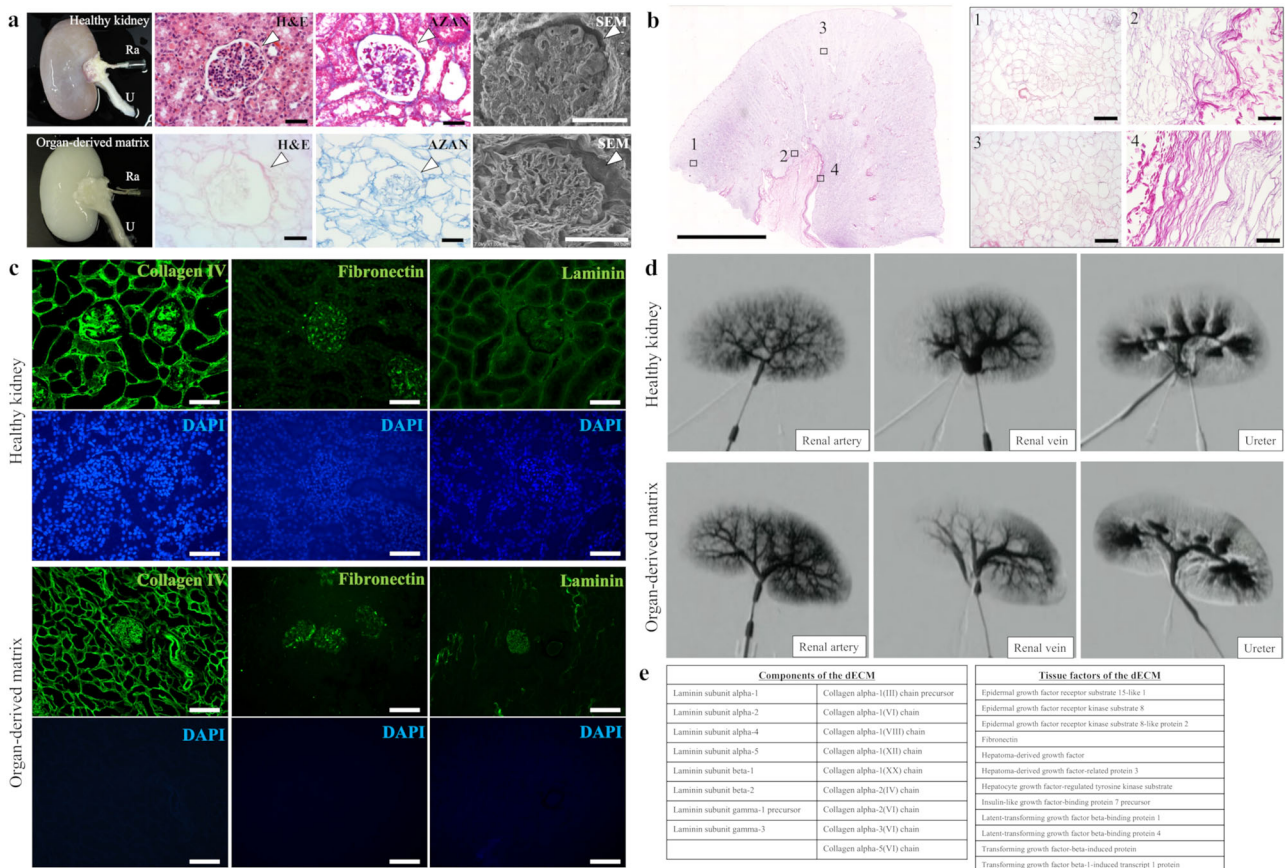 a
Healthy kidney
Ra
U
H&E
AZAN
SEM
Organ-derived matrix
Ra
U
H&E
AZAN
SEM
b
1
2
3
4
1
2
3
4
c
Healthy kidney
Collagen IV
Fibronectin
Laminin
DAPI
DAPI
DAPI
Organ-derived matrix
Collagen IV
Fibronectin
Laminin
DAPI
DAPI
DAPI
d
Healthy kidney
Renal artery
Renal vein
Ureter
Organ-derived matrix
Renal artery
Renal vein
Ureter
e
Components of the dECM
Laminin subunit alpha-1 Collagen alpha-1(III) chain precursor
Laminin subunit alpha-2 Collagen alpha-1(VI) chain
Laminin subunit alpha-4 Collagen alpha-1(VIII) chain
Laminin subunit alpha-5 Collagen alpha-1(XII) chain
Laminin subunit beta-1 Collagen alpha-1(XX) chain
Laminin subunit beta-2 Collagen alpha-2(IV) chain
Laminin subunit gamma-1 precursor Collagen alpha-2(VI) chain
Laminin subunit gamma-3 Collagen alpha-3(VI) chain
Collagen alpha-5(VI) chain
Tissue factors of the dECM
Epidermal growth factor receptor substrate 15-like 1
Epidermal growth factor receptor kinase substrate 8
Epidermal growth factor receptor kinase substrate 8-like protein 2
Fibronectin
Hepatoma-derived growth factor
Hepatoma-derived growth factor-related protein 3
Hepatocyte growth factor-regulated tyrosine kinase substrate
Insulin-like growth factor-binding protein 7 precursor
Latent-transforming growth factor beta-binding protein 1
Latent-transforming growth factor beta-binding protein 4
Transforming growth factor-beta-induced protein
Transforming growth factor beta-1-induced transcript 1 protein